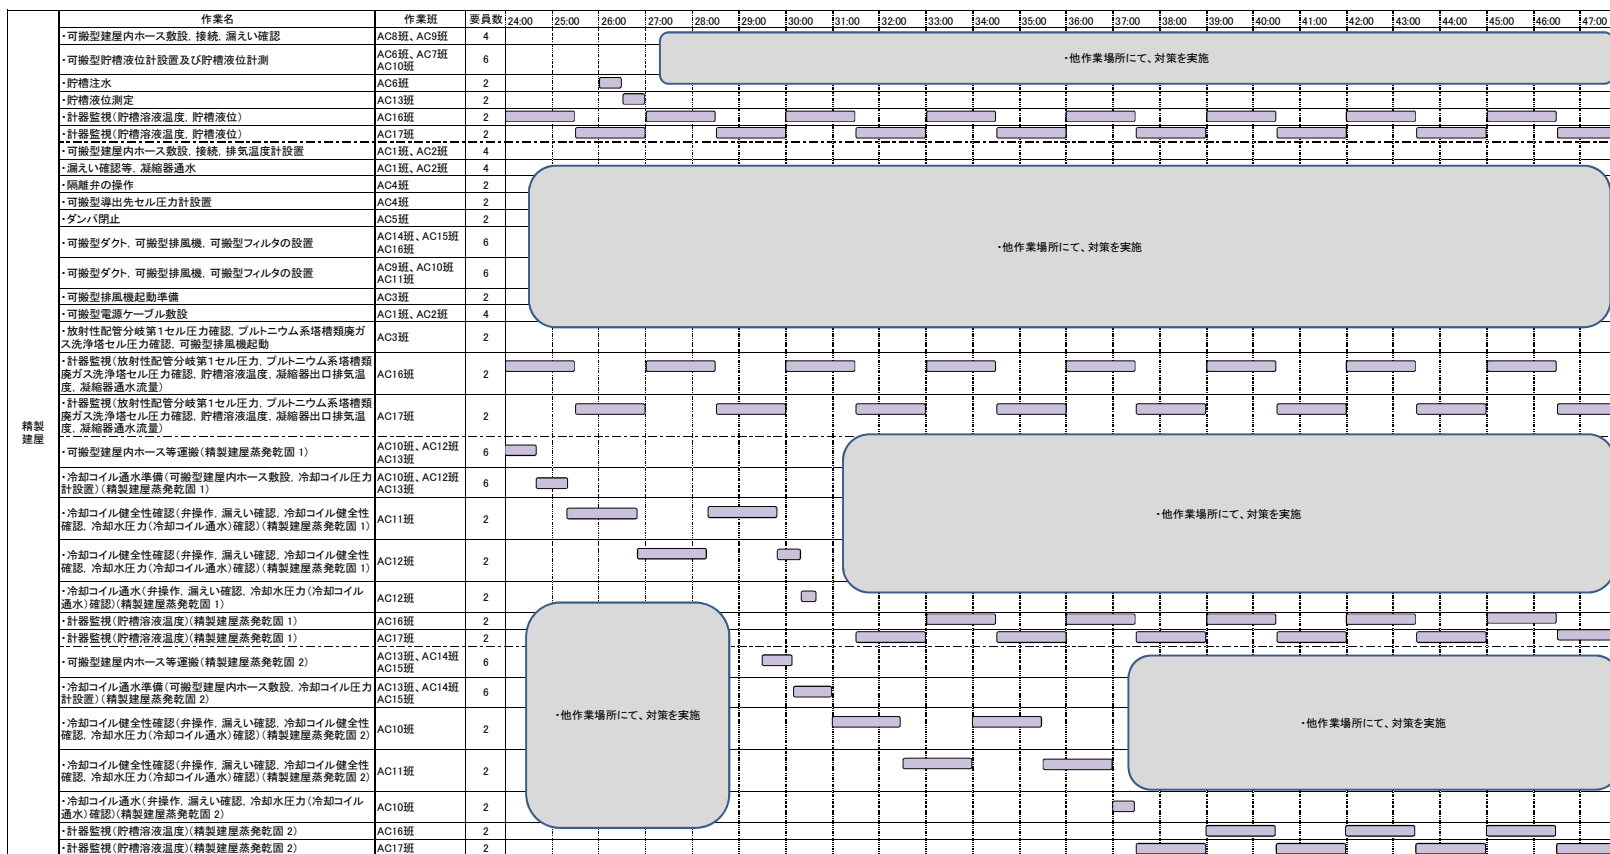 作業名 作業班 要員数 24:00 25:00 26:00 27:00 28:00 29:00 30:00 31:00 32:00 33:00 34:00 35:00 36:00 37:00 38:00 39:00 40:00 41:00 42:00 43:00 44:00 45:00 46:00 47:00
精製
建屋
・可搬型建屋内ホース敷設，接続，漏えい確認 AC8班、AC9班 4
・可搬型貯槽液位計設置及び貯槽液位計測 AC6班、AC7班 6
AC10班
・他作業場所にて、対策を実施
・貯槽注水 AC6班 2
・貯槽液位測定 AC13班 2
・計器監視（貯槽溶液温度，貯槽液位） AC16班 2
・計器監視（貯槽溶液温度，貯槽液位） AC17班 2
・可搬型建屋内ホース敷設，接続，排気温度計設置 AC1班、AC2班 4
・漏えい確認等，凝縮器通水 AC1班、AC2班 4
・隔離弁の操作 AC4班 2
・可搬型導出先セル圧力計設置 AC4班 2
・ダンパ閉止 AC5班 2
・可搬型ダクト，可搬型排風機，可搬型フィルタの設置 AC14班、AC15班 6
AC16班
・他作業場所にて、対策を実施
・可搬型ダクト，可搬型排風機，可搬型フィルタの設置 AC9班、AC10班 6
AC11班
・可搬型排風機起動準備 AC3班 2
・可搬型電源ケーブル敷設 AC1班、AC2班 4
・放射性配管分岐第1セル圧力確認，プルトニウム系塔槽類廃ガ
ス洗浄塔セル圧力確認，可搬型排風機起動 AC3班 2
・計器監視（放射性配管分岐第1セル圧力，プルトニウム系塔槽類
廃ガス洗浄塔セル圧力確認，貯槽溶液温度，凝縮器出口排気温 AC16班 2
度，凝縮器通水流量）
・計器監視（放射性配管分岐第1セル圧力，プルトニウム系塔槽類
廃ガス洗浄塔セル圧力確認，貯槽溶液温度，凝縮器出口排気温 AC17班 2
度，凝縮器通水流量）
・可搬型建屋内ホース等運搬（精製建屋蒸発乾固 1） AC10班、AC12班 6
AC13班
・冷却コイル通水準備（可搬型建屋内ホース敷設，冷却コイル圧力 AC10班、AC12班 6
計設置）（精製建屋蒸発乾固 1） AC13班
・冷却コイル健全性確認（弁操作，漏えい確認，冷却コイル健全性 AC11班 2
確認，冷却水圧力（冷却コイル通水）確認）（精製建屋蒸発乾固 1）
・他作業場所にて、対策を実施
・冷却コイル健全性確認（弁操作，漏えい確認，冷却コイル健全性 AC12班 2
確認，冷却水圧力（冷却コイル通水）確認）（精製建屋蒸発乾固 1）
・冷却コイル通水（弁操作，漏えい確認，冷却水圧力（冷却コイル AC12班 2
通水）確認）（精製建屋蒸発乾固 1）
・計器監視（貯槽溶液温度）（精製建屋蒸発乾固 1） AC16班 2
・計器監視（貯槽溶液温度）（精製建屋蒸発乾固 1） AC17班 2
・可搬型建屋内ホース等運搬（精製建屋蒸発乾固 2） AC13班、AC14班 6
AC15班
・冷却コイル通水準備（可搬型建屋内ホース敷設，冷却コイル圧力 AC13班、AC14班 6
計設置）（精製建屋蒸発乾固 2） AC15班
・他作業場所にて、対策を実施
・冷却コイル健全性確認（弁操作，漏えい確認，冷却コイル健全性 AC10班 2
確認，冷却水圧力（冷却コイル通水）確認）（精製建屋蒸発乾固 2）
・他作業場所にて、対策を実施
・冷却コイル健全性確認（弁操作，漏えい確認，冷却コイル健全性 AC11班 2
確認，冷却水圧力（冷却コイル通水）確認）（精製建屋蒸発乾固 2）
・冷却コイル通水（弁操作，漏えい確認，冷却水圧力（冷却コイル AC10班 2
通水）確認）（精製建屋蒸発乾固 2）
・計器監視（貯槽溶液温度）（精製建屋蒸発乾固 2） AC16班 2
・計器監視（貯槽溶液温度）（精製建屋蒸発乾固 2） AC17班 2